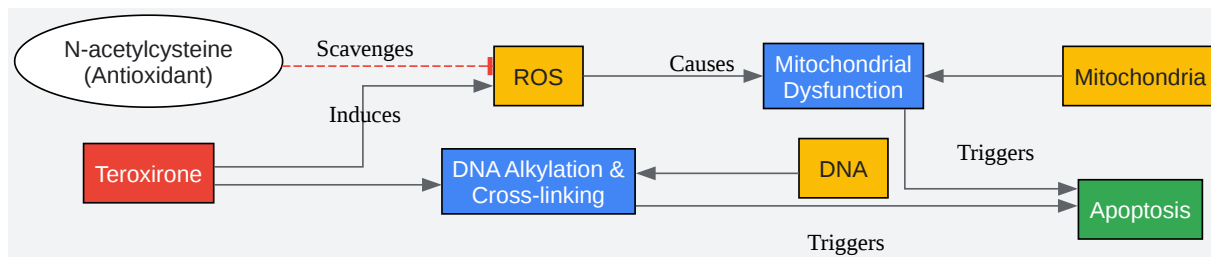 N-acetylcysteine
(Antioxidant)
Scavenges
ROS
Causes
Mitochondrial
Dysfunction
Mitochondria
Induces
Teroxirone
DNA Alkylation &
Cross-linking
DNA
Triggers
Apoptosis
Triggers